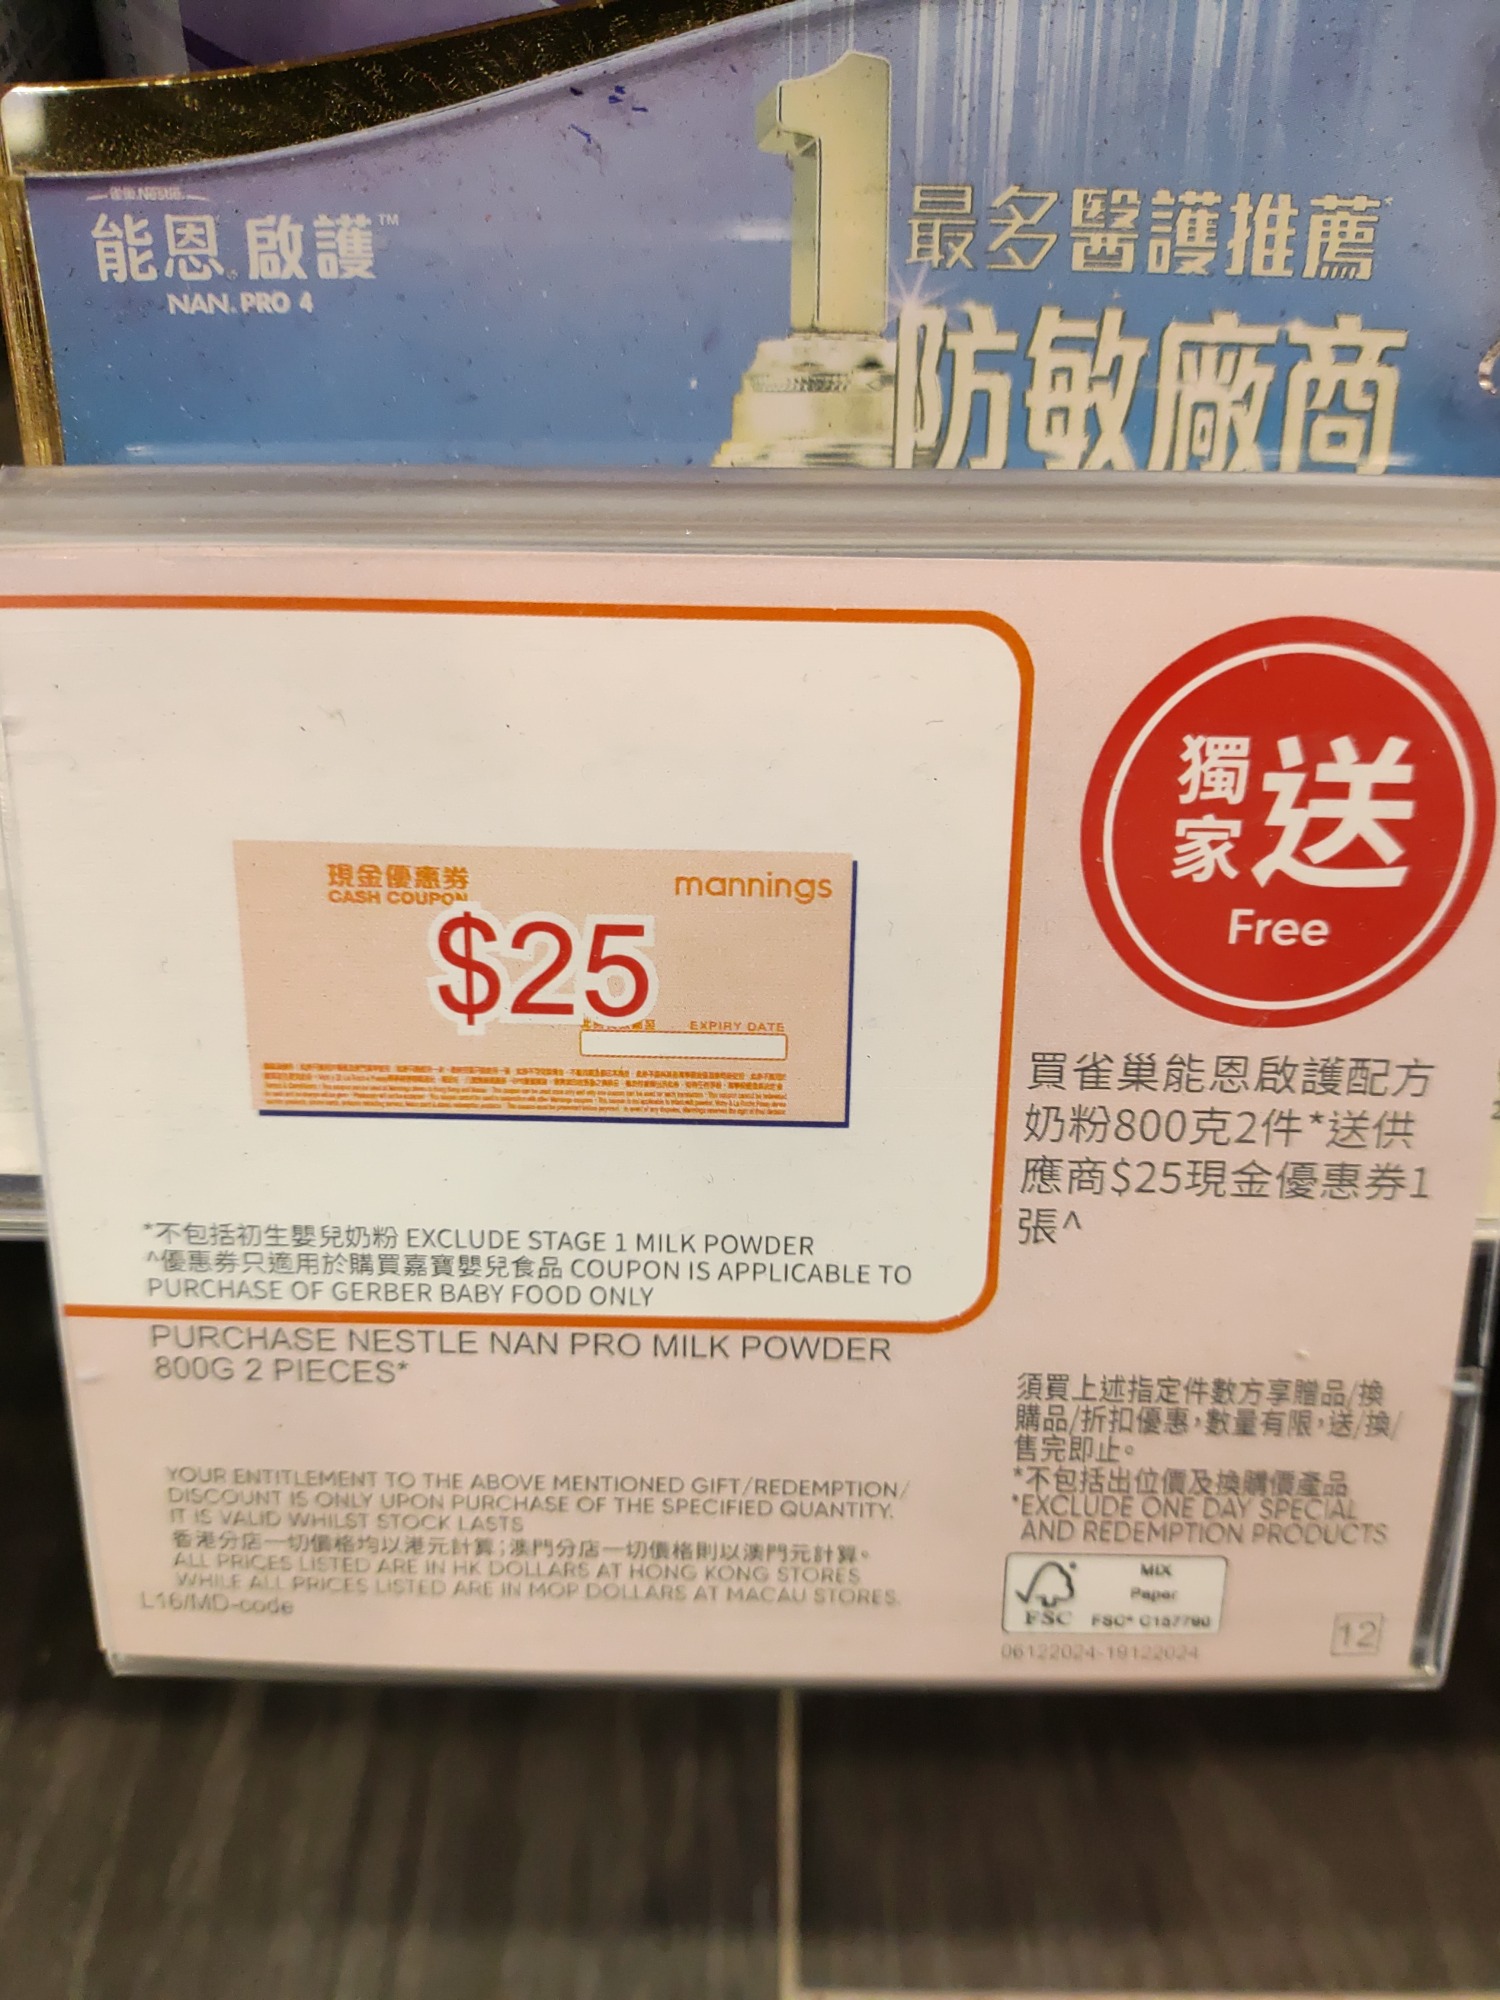 雀巢 Nestlé
能恩 啟護™
NAN. PRO 4
1
最多醫護推薦
防敏廠商
獨家送
Free
現金優惠券
CASH COUPON
mannings
$25
EXPIRY DATE
買雀巢能恩啟護配方
奶粉800克2件*送供
應商$25現金優惠券1
張^
*不包括初生嬰兒奶粉 EXCLUDE STAGE 1 MILK POWDER
^優惠券只適用於購買嘉寶嬰兒食品 COUPON IS APPLICABLE TO
PURCHASE OF GERBER BABY FOOD ONLY
PURCHASE NESTLE NAN PRO MILK POWDER
800G 2 PIECES*
須買上述指定件數方享贈品/換
購品/折扣優惠,數量有限,送/換/
售完即止。
*不包括出位價及換購價產品
*EXCLUDE ONE DAY SPECIAL
AND REDEMPTION PRODUCTS
YOUR ENTITLEMENT TO THE ABOVE MENTIONED GIFT/REDEMPTION/
DISCOUNT IS ONLY UPON PURCHASE OF THE SPECIFIED QUANTITY.
IT IS VALID WHILST STOCK LASTS
香港分店一切價格均以港元計算;澳門分店一切價格則以澳門元計算。
ALL PRICES LISTED ARE IN HK DOLLARS AT HONG KONG STORES
WHILE ALL PRICES LISTED ARE IN MOP DOLLARS AT MACAU STORES.
L16/MD-code
FSC
MIX
Paper
FSC® C157790
06122024-19122024
12